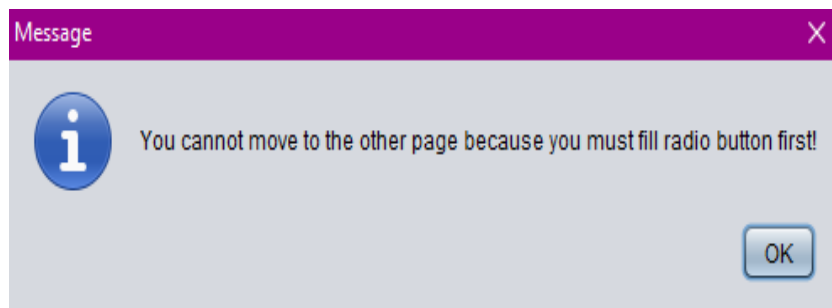 Message
You cannot move to the other page because you must fill radio button first!
OK